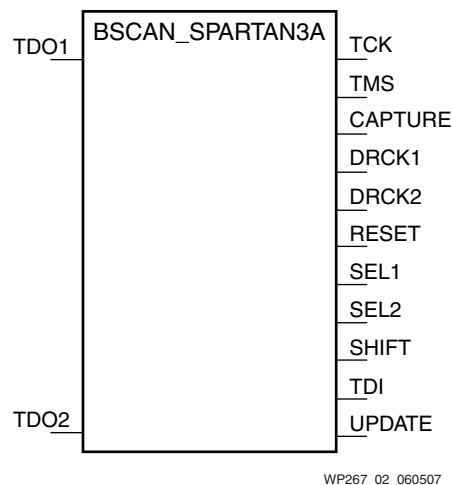 BSCAN_SPARTAN3A
TDO1
TCK
TMS
CAPTURE
DRCK1
DRCK2
RESET
SEL1
SEL2
SHIFT
TDI
TDO2
UPDATE
WP267_02_060507